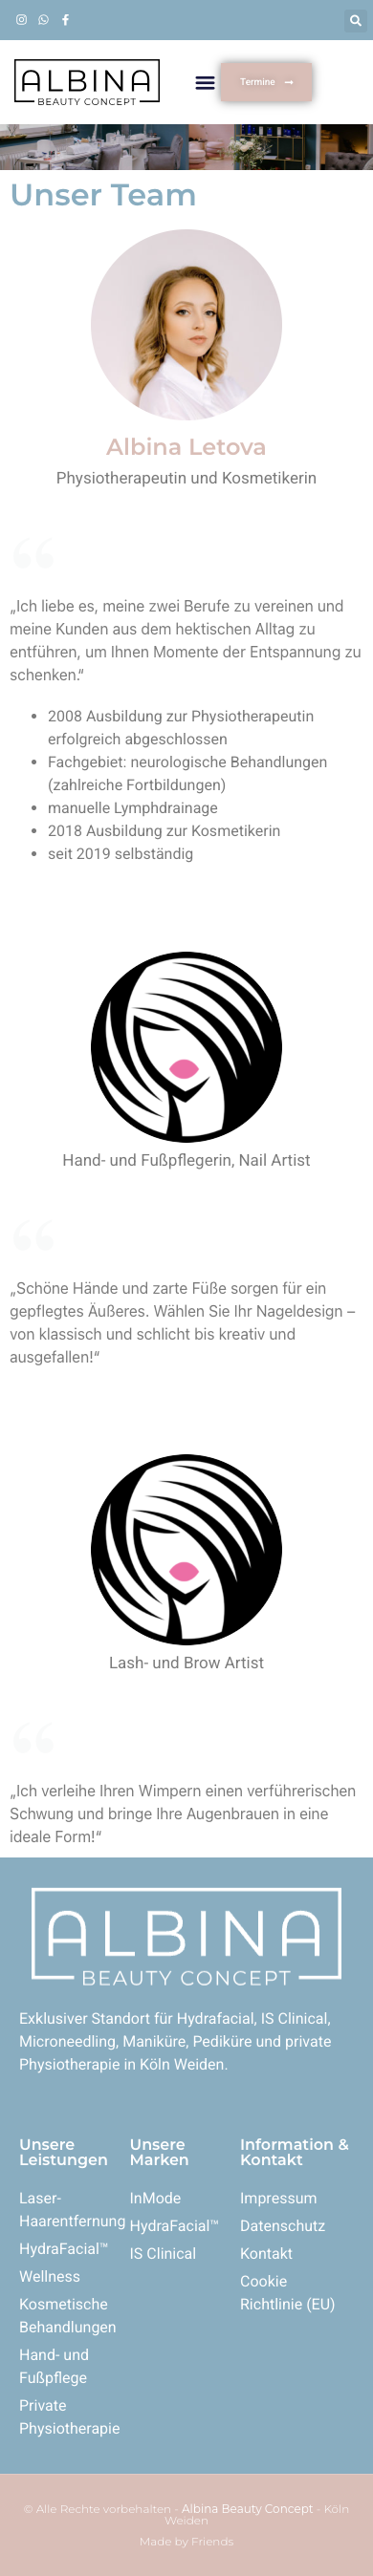 ALBINA
BEAUTY CONCEPT
Termine
Unser Team
Albina Letova
Physiotherapeutin und Kosmetikerin
“
„Ich liebe es, meine zwei Berufe zu vereinen und
meine Kunden aus dem hektischen Alltag zu
entführen, um Ihnen Momente der Entspannung zu
schenken.“
• 2008 Ausbildung zur Physiotherapeutin
erfolgreich abgeschlossen
• Fachgebiet: neurologische Behandlungen
(zahlreiche Fortbildungen)
• manuelle Lymphdrainage
• 2018 Ausbildung zur Kosmetikerin
• seit 2019 selbständig
Hand- und Fußpflegerin, Nail Artist
“
„Schöne Hände und zarte Füße sorgen für ein
gepflegtes Äußeres. Wählen Sie Ihr Nageldesign –
von klassisch und schlicht bis kreativ und
ausgefallen!“
Lash- und Brow Artist
“
„Ich verleihe Ihren Wimpern einen verführerischen
Schwung und bringe Ihre Augenbrauen in eine
ideale Form!“
ALBINA
BEAUTY CONCEPT
Exklusiver Standort für Hydrafacial, IS Clinical,
Microneedling, Maniküre, Pediküre und private
Physiotherapie in Köln Weiden.
Unsere
Leistungen
Laser-
Haarentfernung
HydraFacial™
Wellness
Kosmetische
Behandlungen
Hand- und
Fußpflege
Private
Physiotherapie
Unsere
Marken
InMode
HydraFacial™
IS Clinical
Information &
Kontakt
Impressum
Datenschutz
Kontakt
Cookie
Richtlinie (EU)
© Alle Rechte vorbehalten - Albina Beauty Concept - Köln
Weiden
Made by Friends